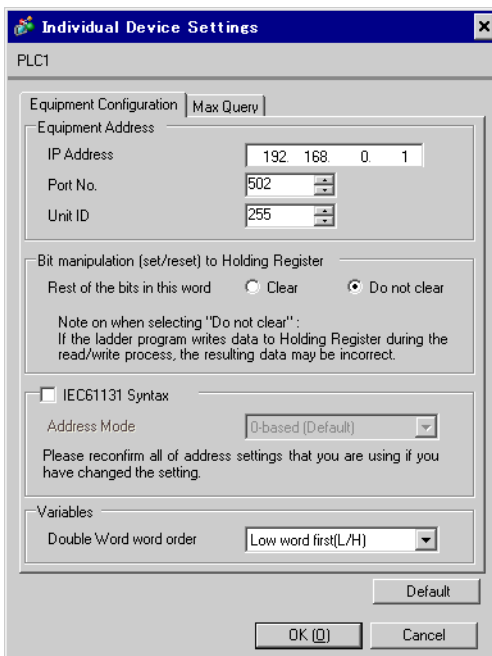 Individual Device Settings
PLC1
Equipment Configuration Max Query
Equipment Address
IP Address 192. 168. 0. 1
Port No. 502
Unit ID 255
Bit manipulation (set/reset) to Holding Register
Rest of the bits in this word Clear Do not clear
Note on when selecting "Do not clear" :
If the ladder program writes data to Holding Register during the
read/write process, the resulting data may be incorrect.
IEC61131 Syntax
Address Mode 0-based (Default)
Please reconfirm all of address settings that you are using if you
have changed the setting.
Variables
Double Word word order Low word first(L/H)
Default
OK (O) Cancel